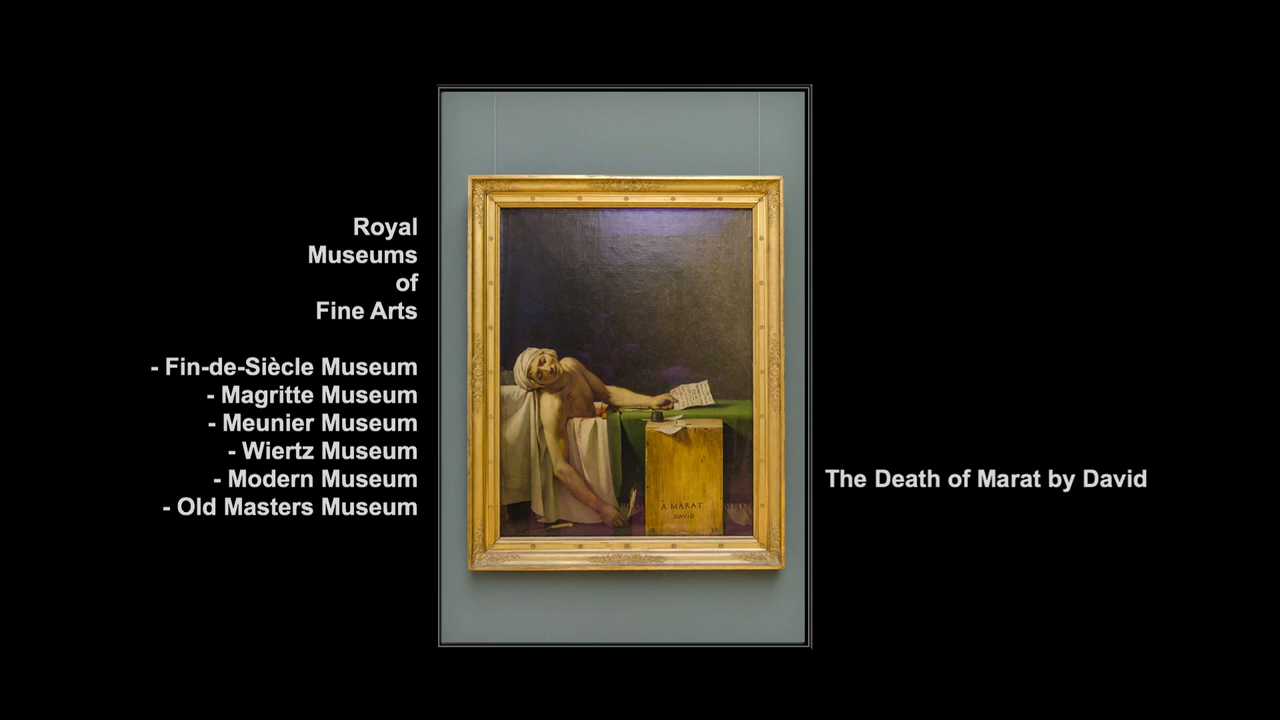 Royal
Museums
of
Fine Arts
- Fin-de-Siècle Museum
- Magritte Museum
- Meunier Museum
- Wiertz Museum
- Modern Museum
- Old Masters Museum
The Death of Marat by David
À MARAT
DAVID